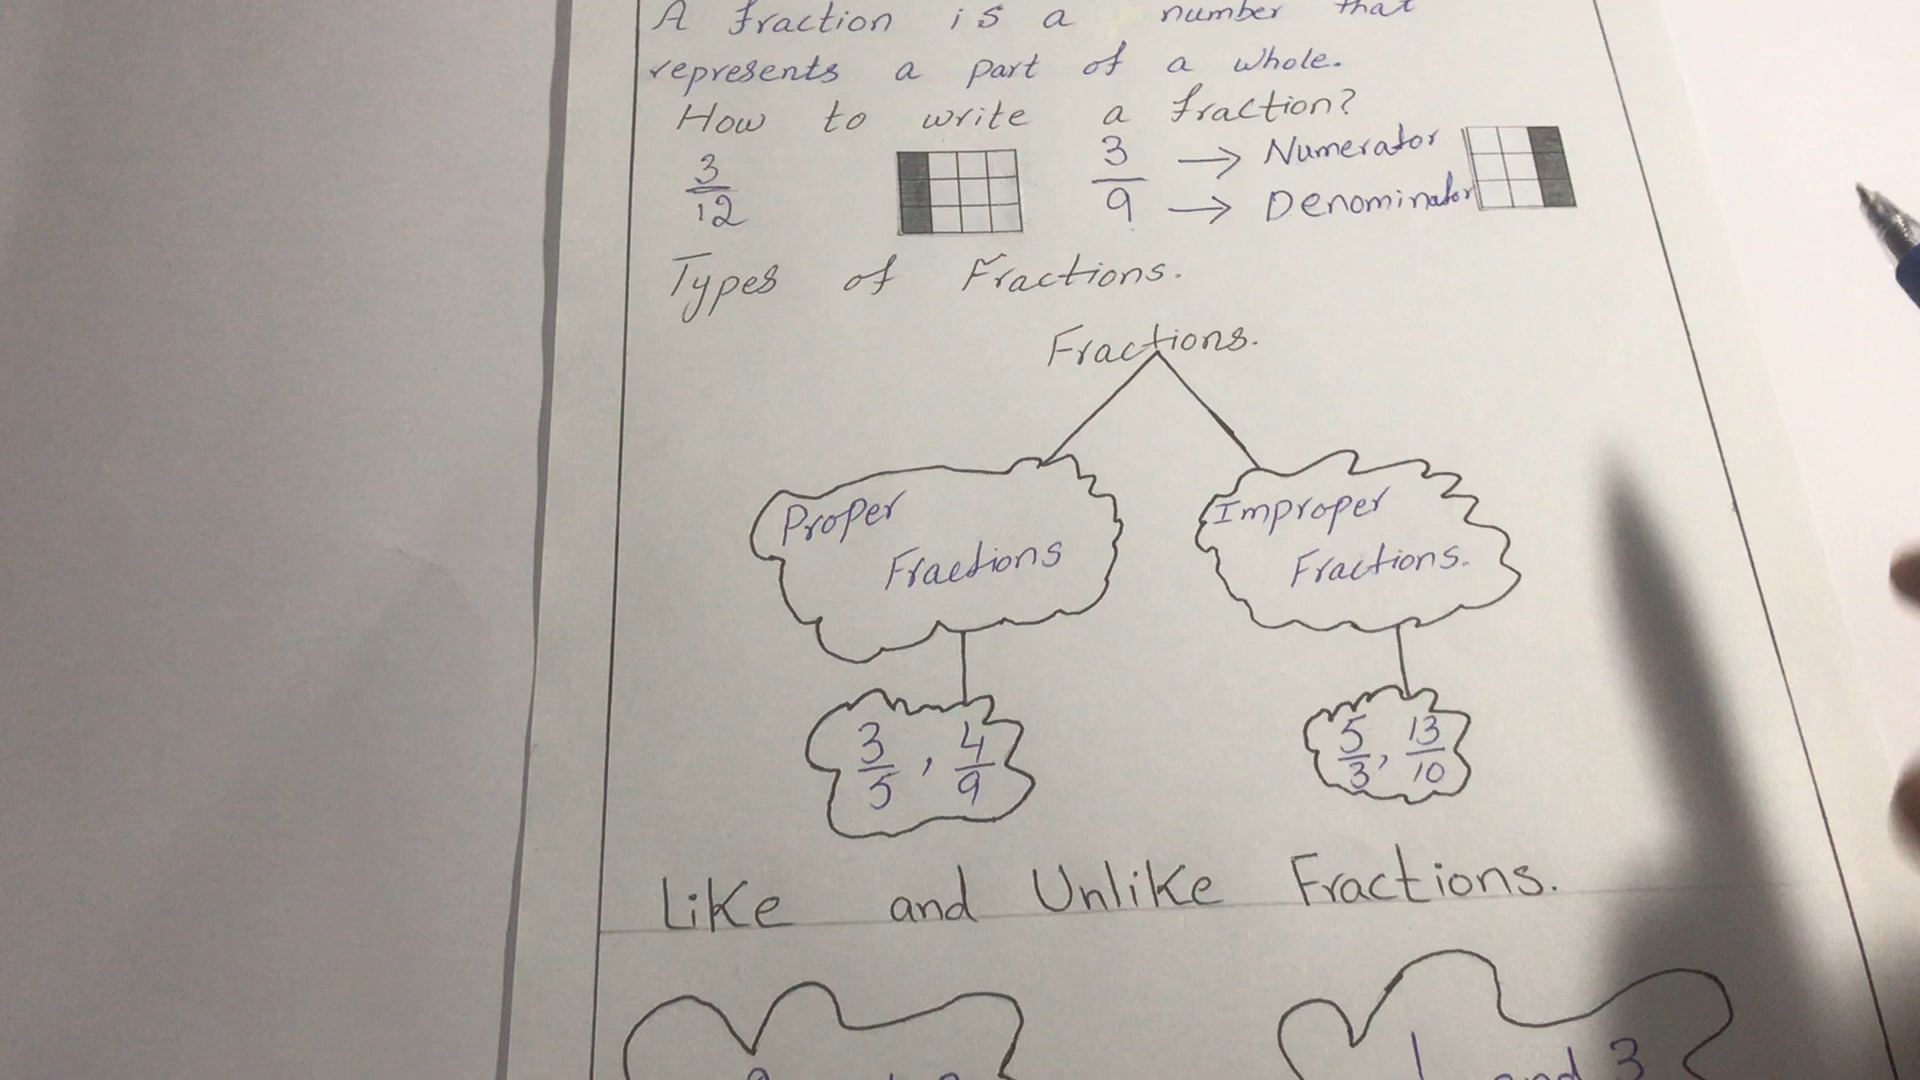 A fraction is a number that
represents a part of a whole.
How to write a fraction?
3/12
3/9 → Numerator
→ Denominator
Types of Fractions.
Fractions.
Proper Fractions
Improper Fractions.
3/5, 4/9
5/3, 13/10
Like and Unlike Fractions.
1 and 3